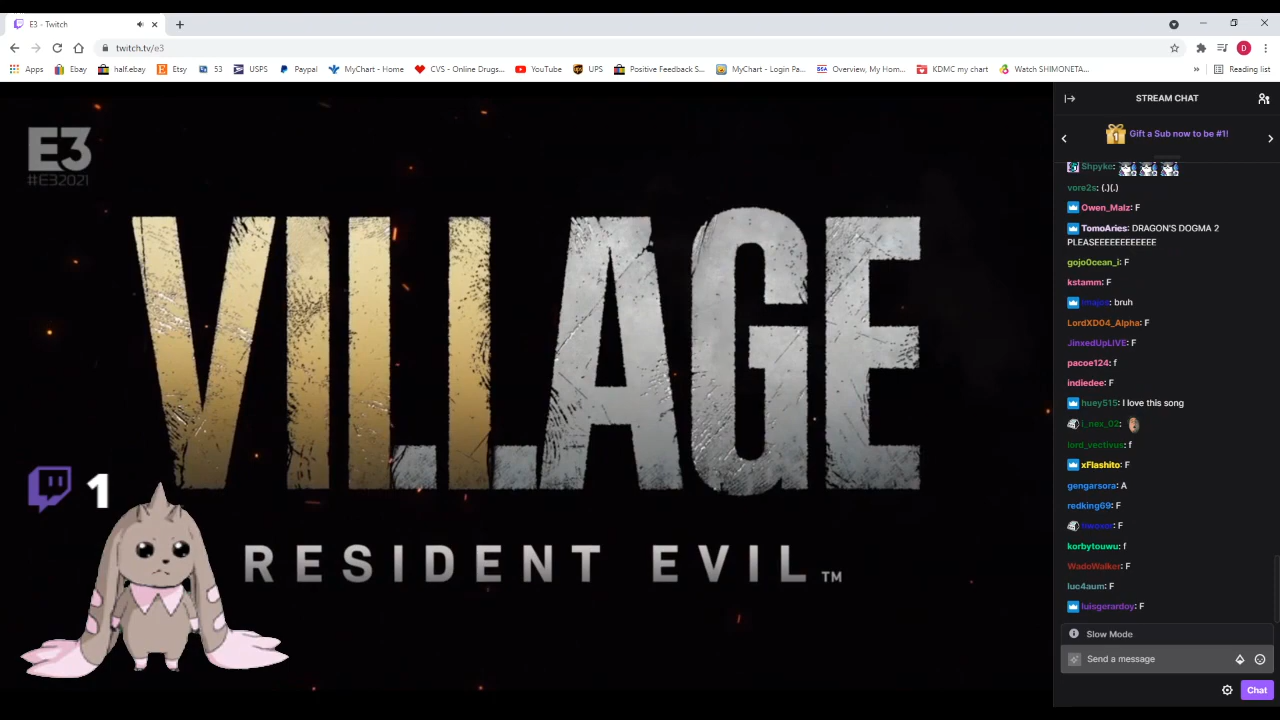 E3 - Twitch
twitch.tv/e3
D
Apps Ebay half.ebay Etsy 53 USPS Paypal MyChart - Home CVS - Online Drugs... YouTube UPS Positive Feedback S... MyChart - Login Pa... Overview, My Hom... KDMC my chart Watch SHIMONETA... » Reading list
STREAM CHAT
Gift a Sub now to be #1!
E3
#E32021
VILLAGE
RESIDENT EVIL™
1
Shpyke:
vore2s: (.)(.)
Owen_Malz: F
TomoAries: DRAGON'S DOGMA 2
PLEASEEEEEEEEEEE
gojo0cean_i: F
kstamm: F
: bruh
LordXD04_Alpha: F
JinxedUpLIVE: F
pacoe124: f
indiedee: F
huey515: I love this song
i_nex_02:
lord_vectivus: f
xFlashito: F
gengarsora: A
redking69: F
: F
korbytouwu: f
WadoWalker: F
luc4aum: F
luisgerardoy: F
Slow Mode
Send a message
Chat